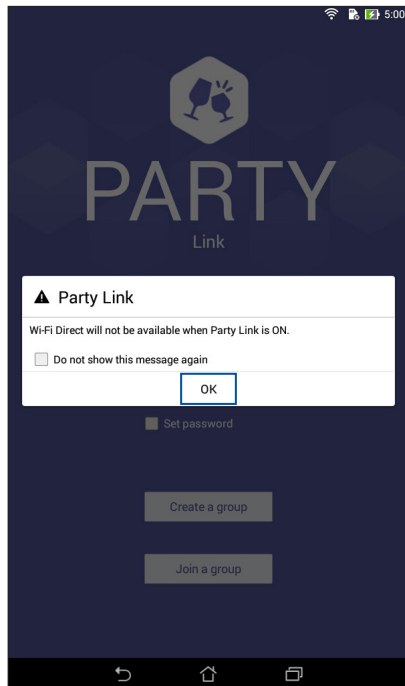 5:00
PARTY
Link
Party Link
Wi-Fi Direct will not be available when Party Link is ON.
Do not show this message again
OK
Set password
Create a group
Join a group